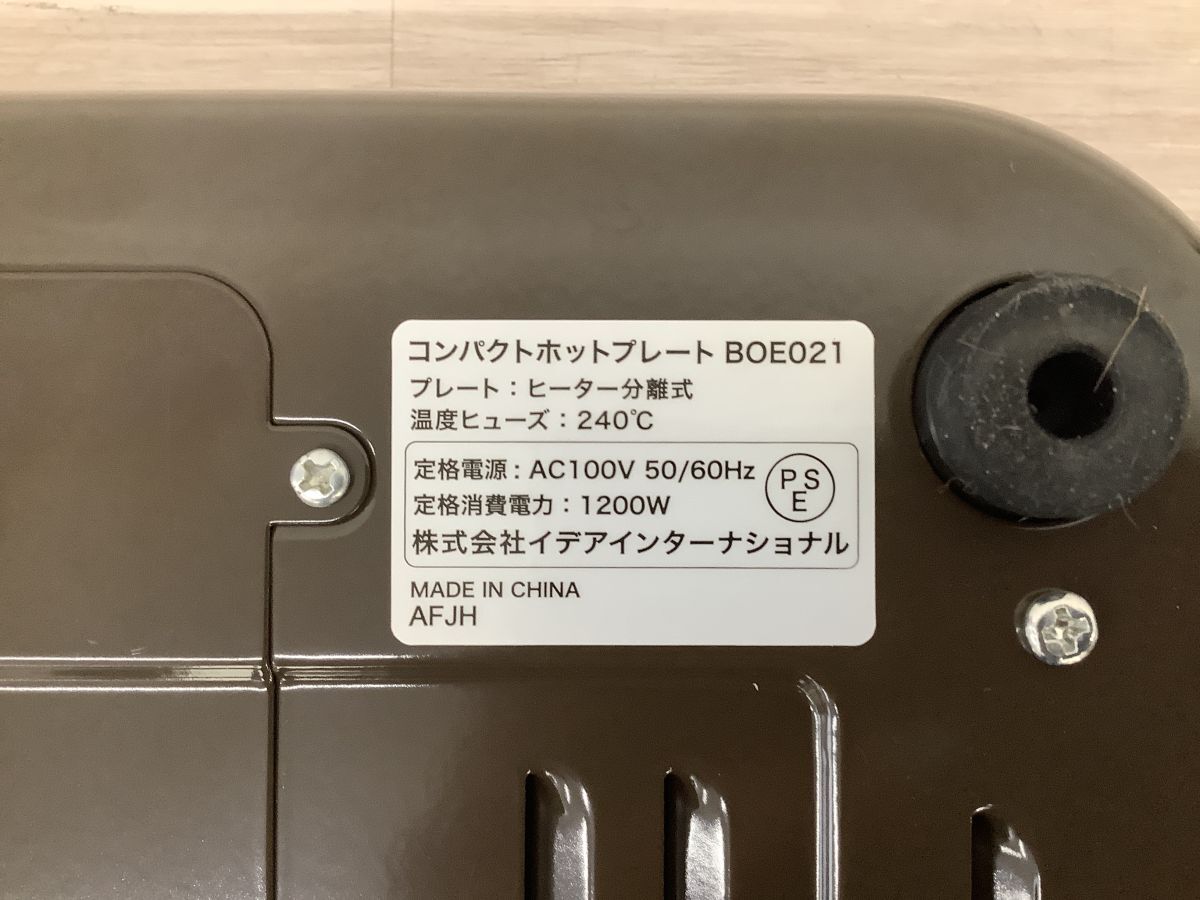 コンパクトホットプレート BOE021
プレート：ヒーター分離式
温度ヒューズ：240℃
定格電源：AC100V 50/60Hz
定格消費電力：1200W
PSE
株式会社イデアインターナショナル
MADE IN CHINA
AFJH